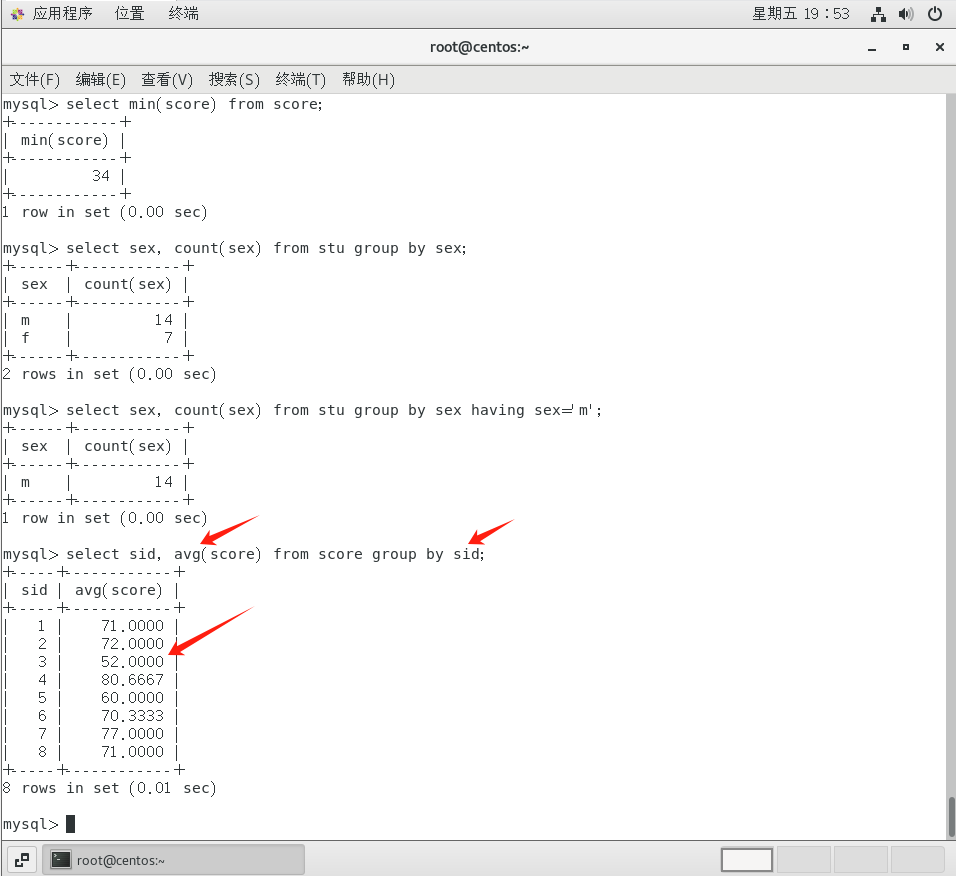 应用程序 位置 终端 星期五 19：53
root@centos:~
文件(F) 编辑(E) 查看(V) 搜索(S) 终端(T) 帮助(H)
mysql> select min(score) from score;
+------------+
| min(score) |
+------------+
|         34 |
+------------+
1 row in set (0.00 sec)
mysql> select sex, count(sex) from stu group by sex;
+------+------------+
| sex  | count(sex) |
+------+------------+
| m    |         14 |
| f    |          7 |
+------+------------+
2 rows in set (0.00 sec)
mysql> select sex, count(sex) from stu group by sex having sex='m';
+------+------------+
| sex  | count(sex) |
+------+------------+
| m    |         14 |
+------+------------+
1 row in set (0.00 sec)
mysql> select sid, avg(score) from score group by sid;
+-----+------------+
| sid | avg(score) |
+-----+------------+
|   1 |    71.0000 |
|   2 |    72.0000 |
|   3 |    52.0000 |
|   4 |    80.6667 |
|   5 |    60.0000 |
|   6 |    70.3333 |
|   7 |    77.0000 |
|   8 |    71.0000 |
+-----+------------+
8 rows in set (0.01 sec)
mysql>
root@centos:~